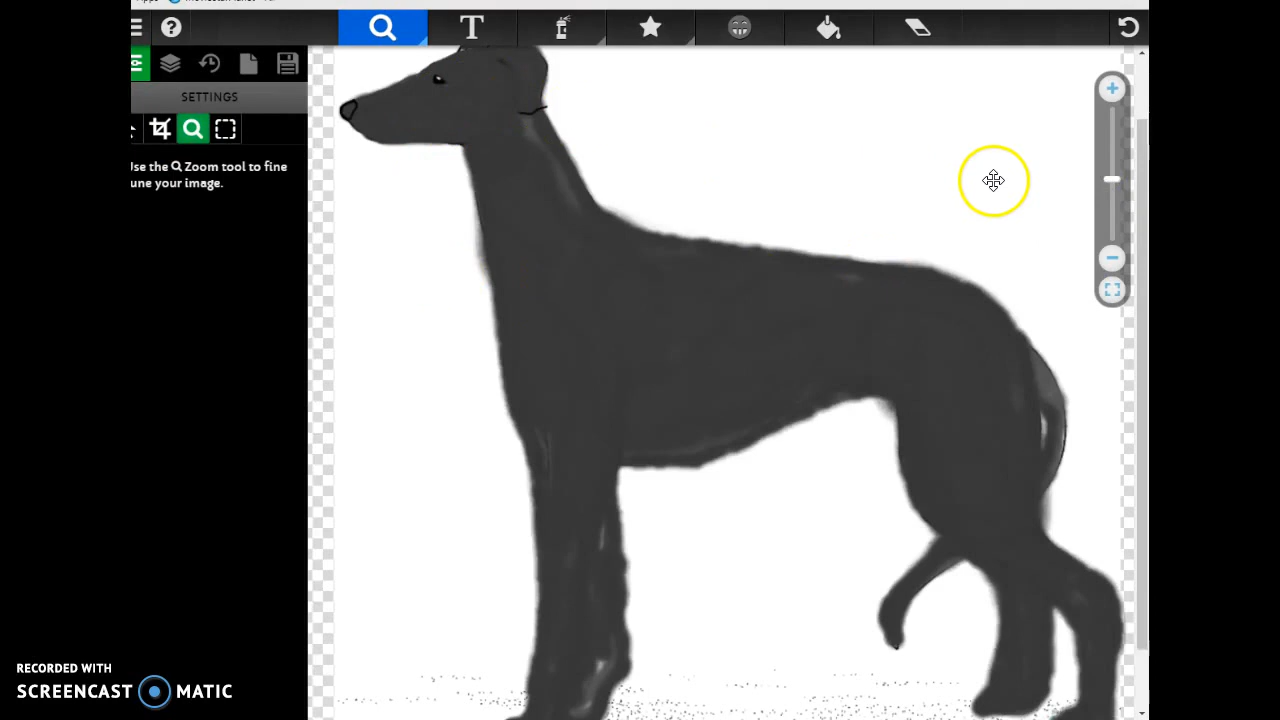 SETTINGS
Use the Zoom tool to fine
une your image.
RECORDED WITH
SCREENCAST MATIC